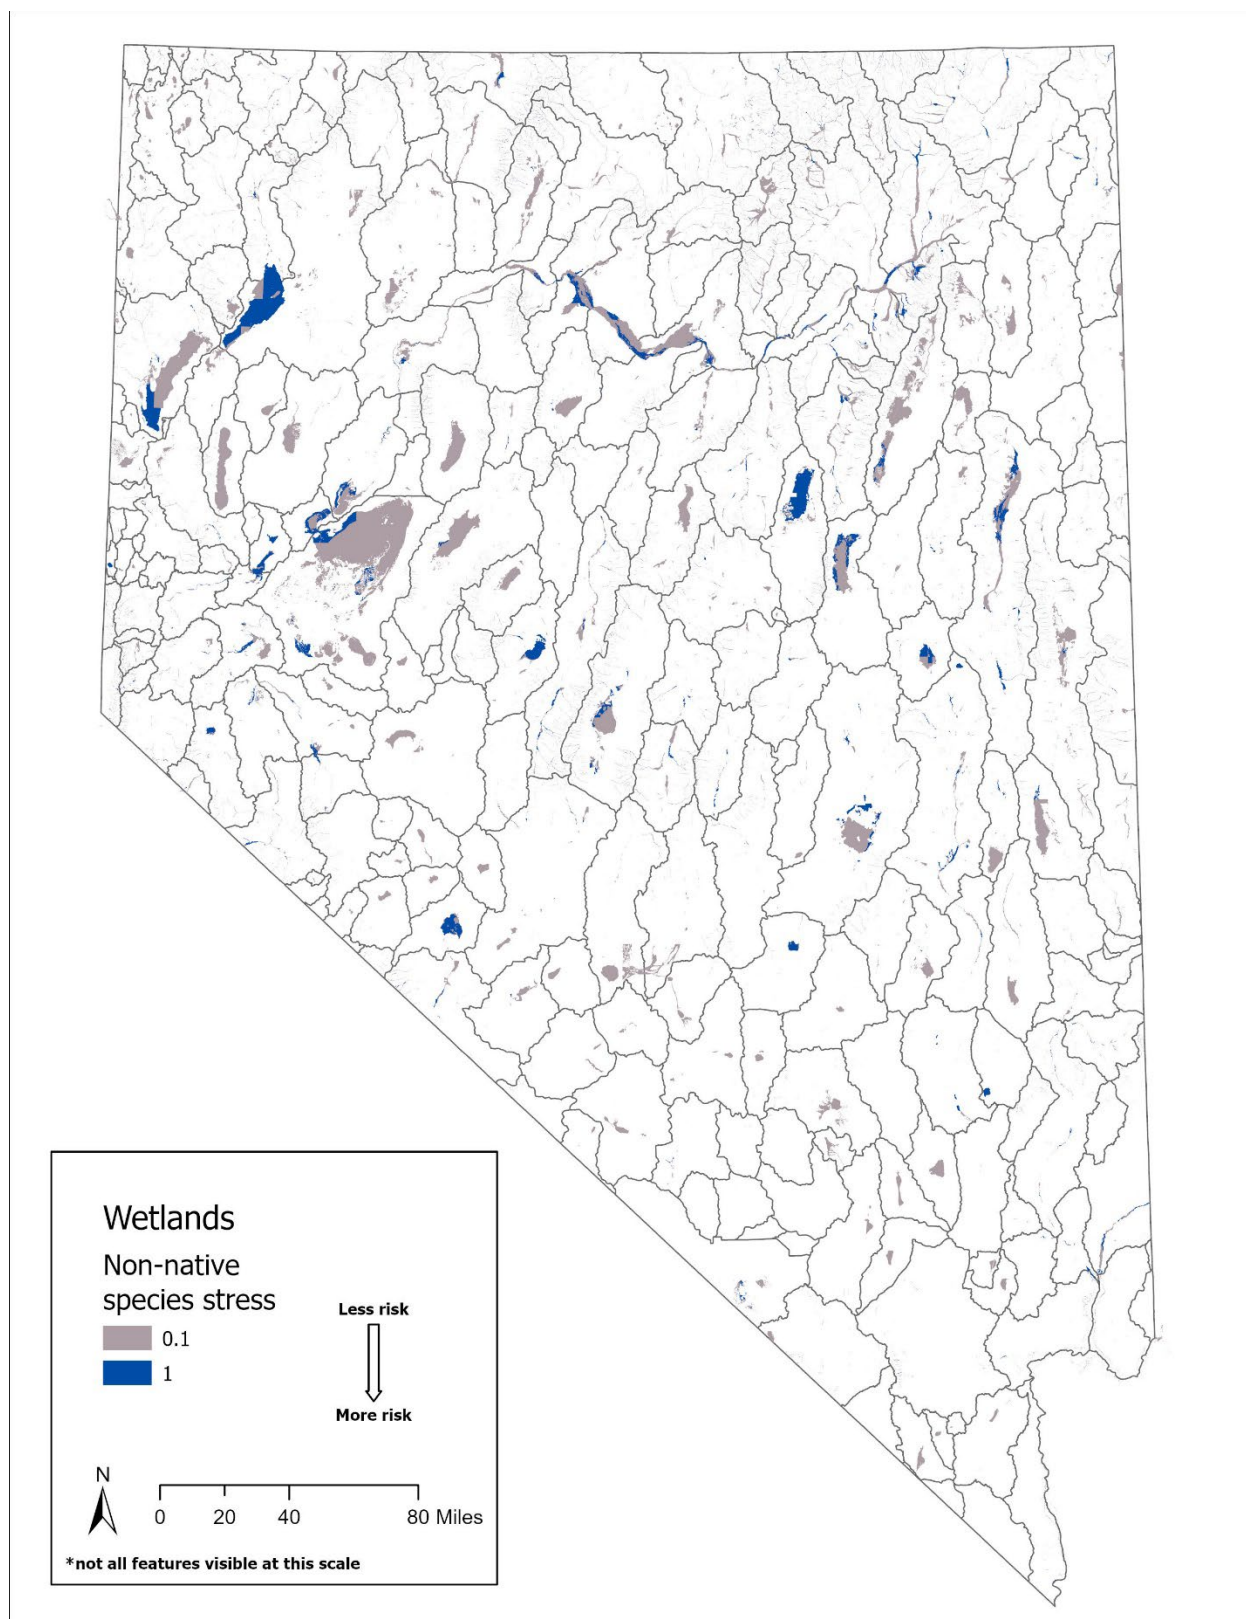 Wetlands
Non-native
species stress
0.1
1
Less risk
More risk
N
0 20 40 80 Miles
*not all features visible at this scale